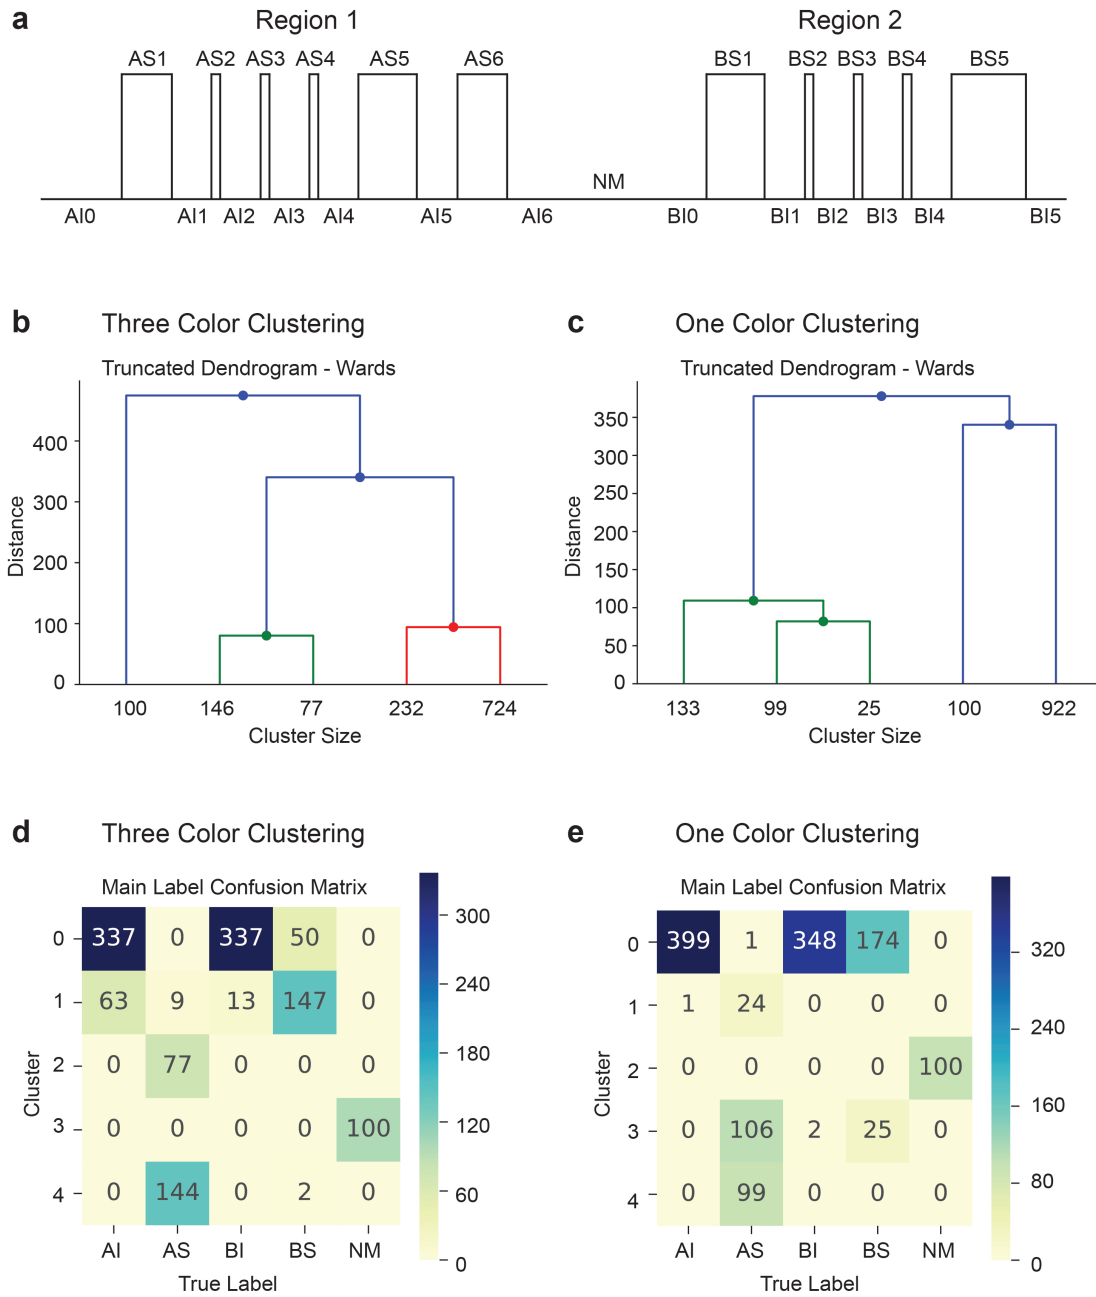 a
Region 1
Region 2
AS1 AS2 AS3 AS4 AS5 AS6 BS1 BS2 BS3 BS4 BS5
NM
AI0 AI1 AI2 AI3 AI4 AI5 AI6 BI0 BI1 BI2 BI3 BI4 BI5
b Three Color Clustering
Truncated Dendrogram - Wards
Distance
400
300
200
100
0
100 146 77 232 724
Cluster Size
c One Color Clustering
Truncated Dendrogram - Wards
Distance
350
300
250
200
150
100
50
0
133 99 25 100 922
Cluster Size
d Three Color Clustering
Main Label Confusion Matrix
Cluster
0 337 0 337 50 0
1 63 9 13 147 0
2 0 77 0 0 0
3 0 0 0 0 100
4 0 144 0 2 0
AI AS BI BS NM
True Label
300
240
180
120
60
0
e One Color Clustering
Main Label Confusion Matrix
Cluster
0 399 1 348 174 0
1 1 24 0 0 0
2 0 0 0 0 100
3 0 106 2 25 0
4 0 99 0 0 0
AI AS BI BS NM
True Label
320
240
160
80
0